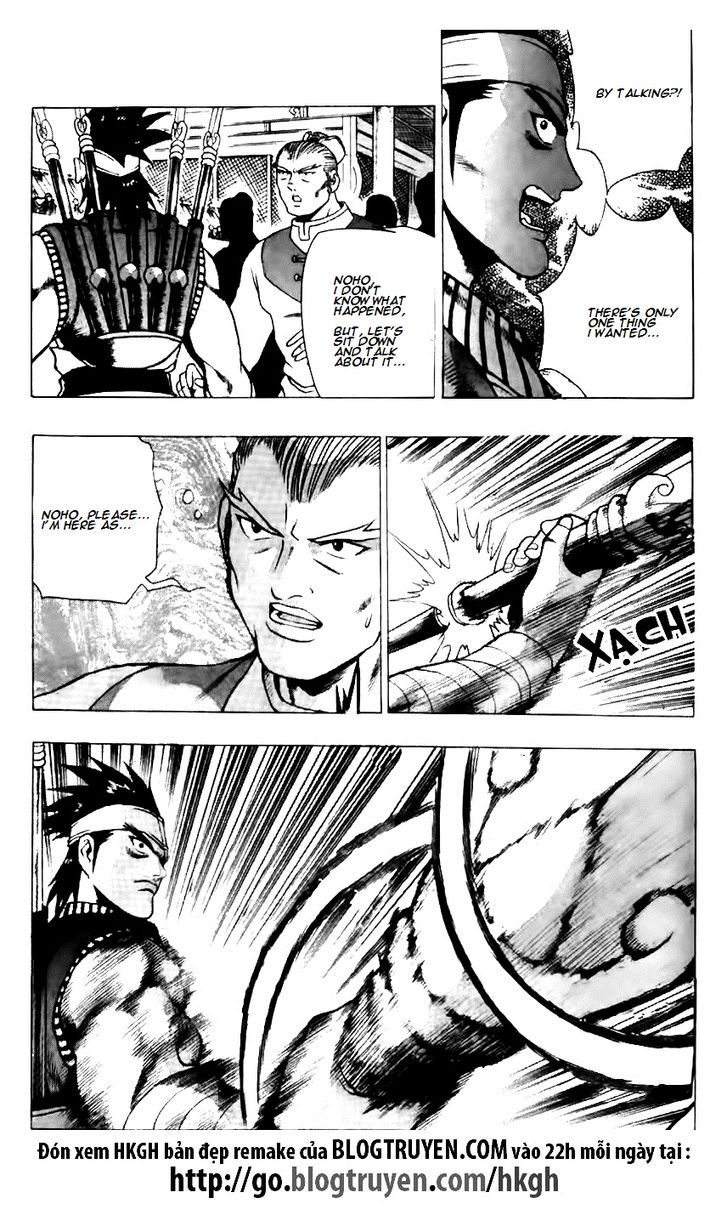 NOHO,
I DON'T
KNOW WHAT
HAPPENED,
BUT, LET'S
SIT DOWN
AND TALK
ABOUT IT...
BY TALKING?!
THERE'S ONLY
ONE THING
I WANTED...
NOHO, PLEASE...
I'M HERE AS...
XẠCH
Đón xem HKGH bản đẹp remake của BLOGTRUYEN.COM vào 22h mỗi ngày tại :
http://go.blogtruyen.com/hkgh